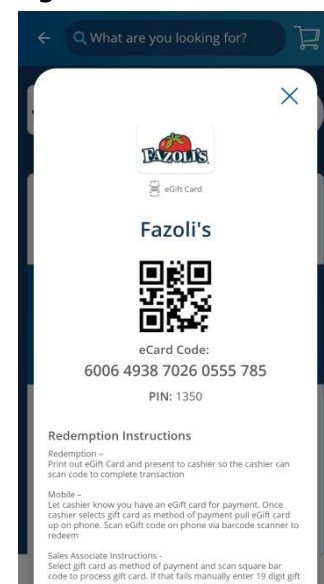 What are you looking for?
FAZOLI'S
eGift Card
Fazoli's
eCard Code:
6006 4938 7026 0555 785
PIN: 1350
Redemption Instructions
Redemption –
Print out eGift Card and present to cashier so the cashier can
scan code to complete transaction
Mobile –
Let cashier know you have an eGift card for payment. Once
cashier selects gift card as method of payment pull eGift card
up on phone. Scan eGift code on phone via barcode scanner to
redeem
Sales Associate Instructions -
Select gift card as method of payment and scan square bar
code to process gift card. If that fails manually enter 19 digit gift